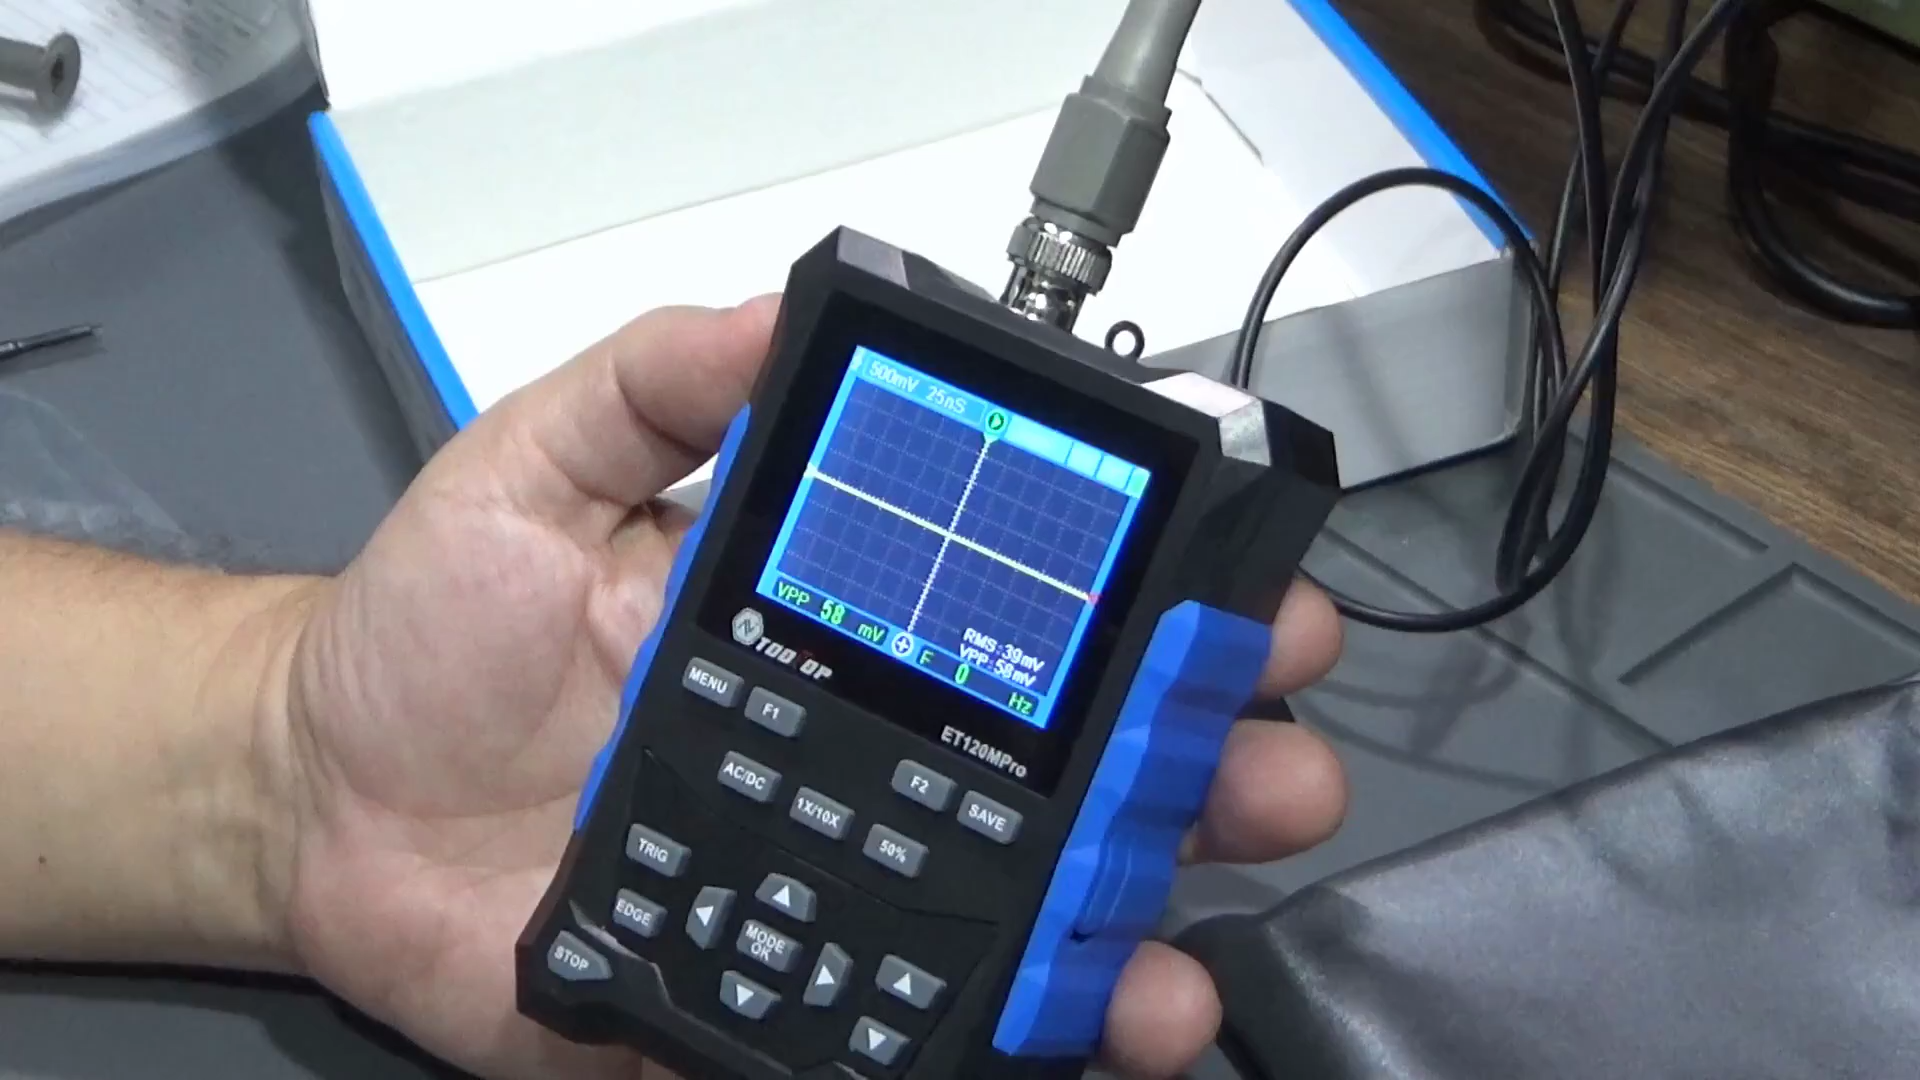 500mV 25nS
VPP 58 mV
F 0 Hz
RMS:39mV
VPP:58mV
TOOLTOP
ET120MPro
MENU
F1
F2
SAVE
AC/DC
1X/10X
50%
TRIG
EDGE
MODE
OK
STOP